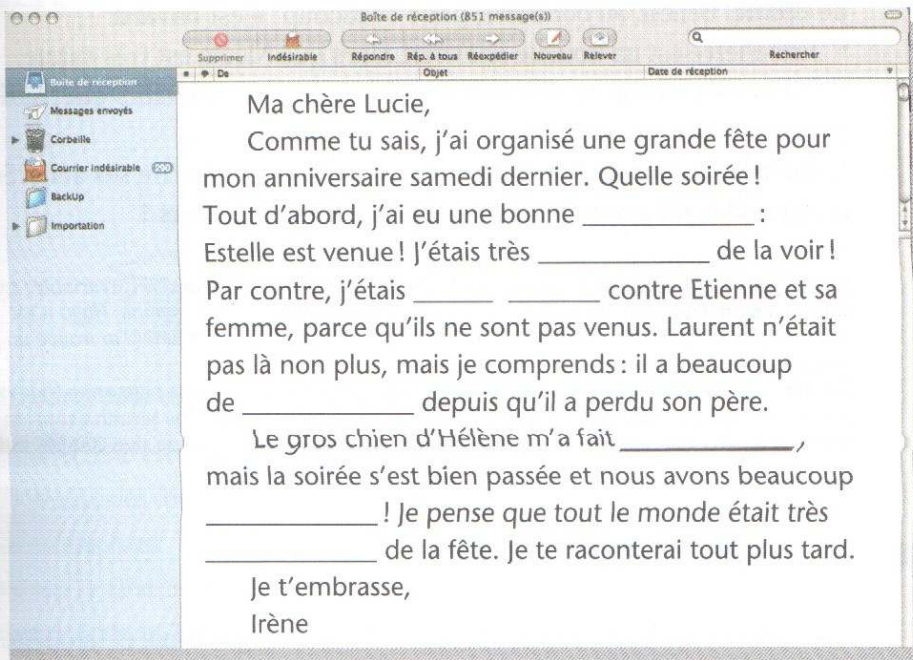 Boîte de réception (851 message(s))
Supprimer Indésirable Répondre Rép. à tous Réexpédier Nouveau Relever Rechercher
De Objet Date de réception
Boîte de réception
Messages envoyés
Corbeille
Courrier indésirable 290
BackUp
Importation
Ma chère Lucie,
Comme tu sais, j'ai organisé une grande fête pour
mon anniversaire samedi dernier. Quelle soirée !
Tout d'abord, j'ai eu une bonne ____________ :
Estelle est venue ! J'étais très ____________ de la voir !
Par contre, j'étais ______ ______ contre Etienne et sa
femme, parce qu'ils ne sont pas venus. Laurent n'était
pas là non plus, mais je comprends : il a beaucoup
de ____________ depuis qu'il a perdu son père.
Le gros chien d'Hélène m'a fait ____________,
mais la soirée s'est bien passée et nous avons beaucoup
____________ ! Je pense que tout le monde était très
____________ de la fête. Je te raconterai tout plus tard.
Je t'embrasse,
Irène